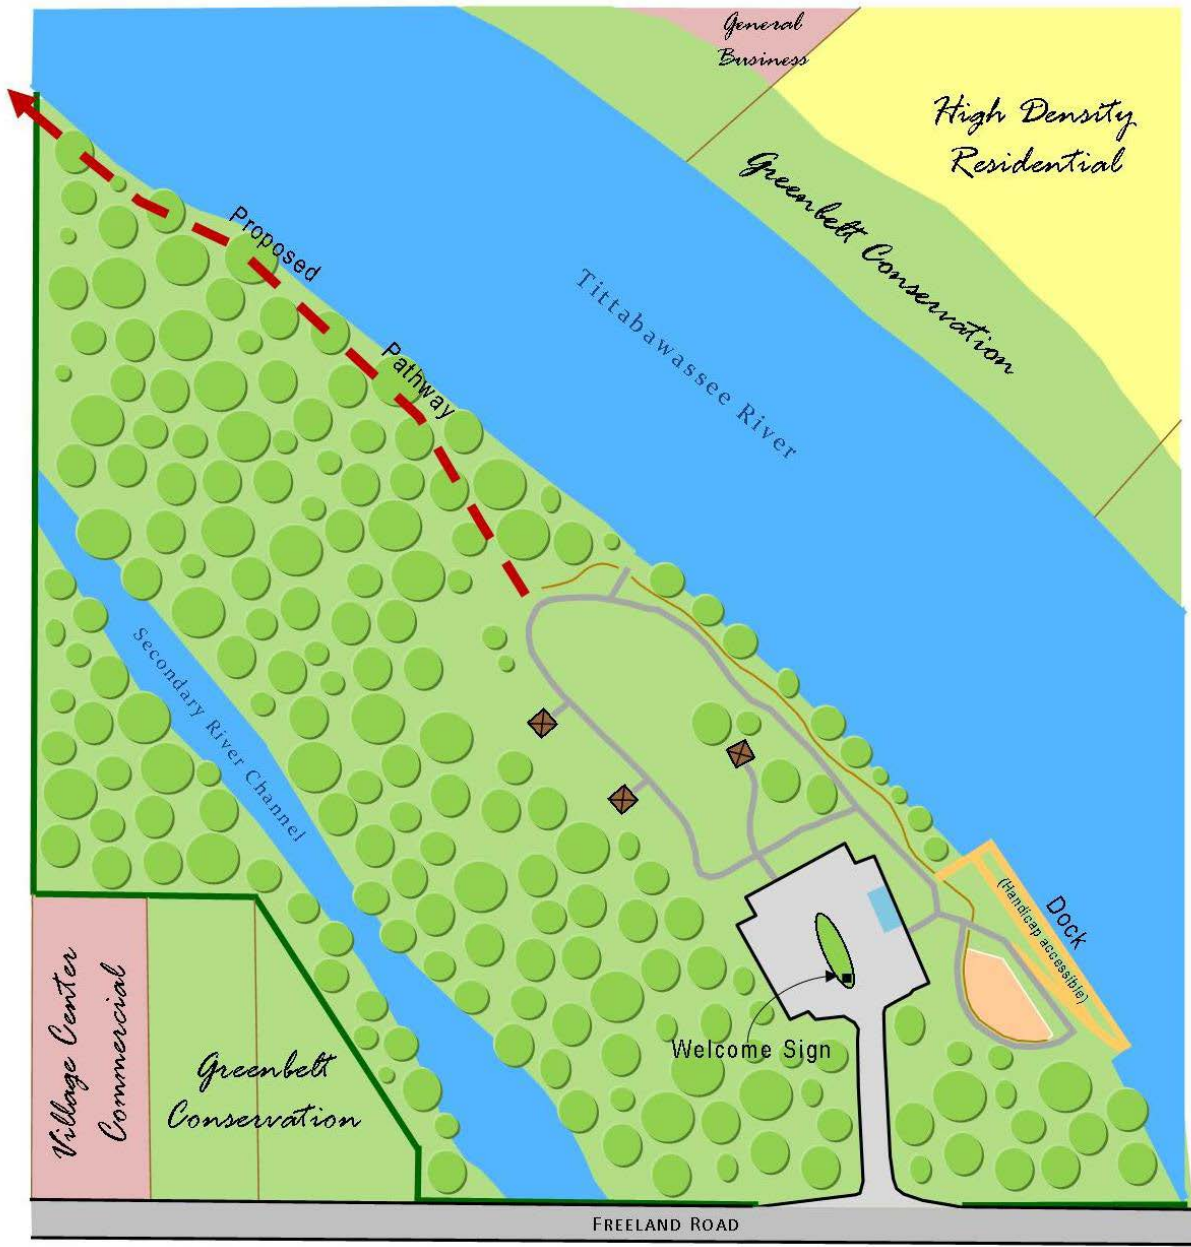 General
Business
High Density
Residential
Greenbelt Conservation
Proposed
Pathway
Tittabawassee River
Secondary River Channel
Dock
(Handicap accessible)
Welcome Sign
Village Center
Commercial
Greenbelt
Conservation
FREELAND ROAD